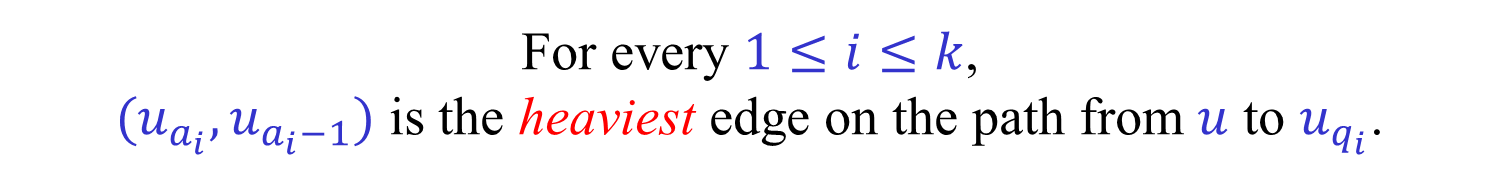 For every 1 ≤ i ≤ k,
(u_{a_i}, u_{a_i−1}) is the heaviest edge on the path from u to u_{q_i}.